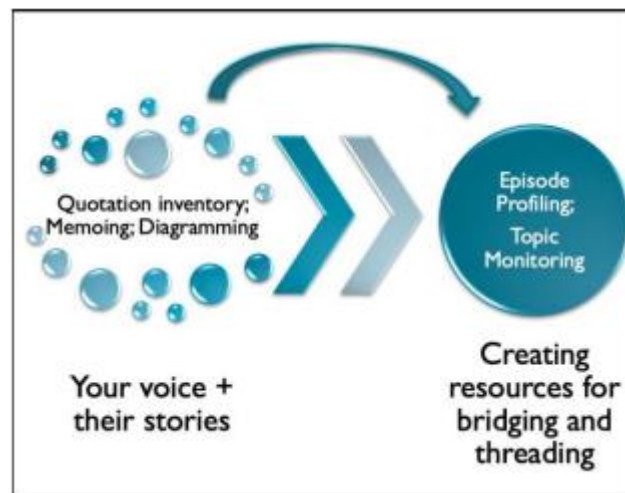 Quotation inventory;
Memoing; Diagramming
Episode
Profiling;
Topic
Monitoring
Your voice +
their stories
Creating
resources for
bridging and
threading